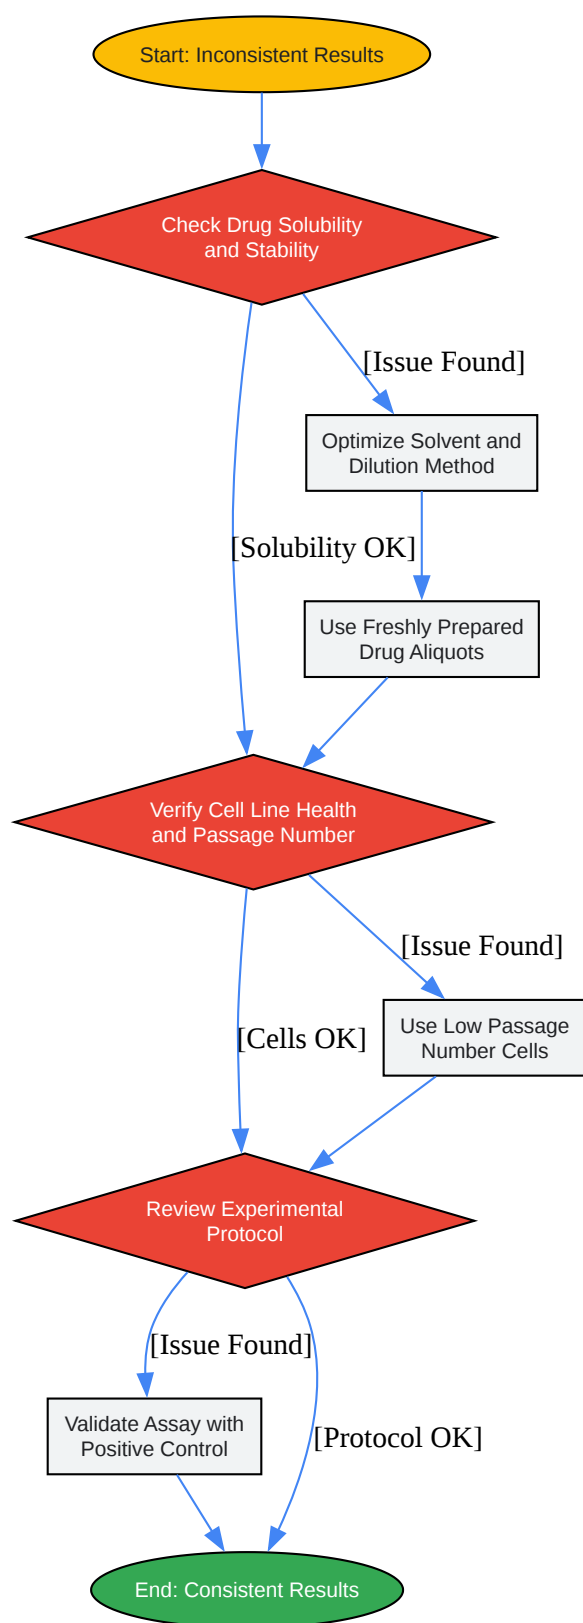 Start: Inconsistent Results
Check Drug Solubility
and Stability
[Issue Found]
Optimize Solvent and
Dilution Method
[Solubility OK]
Use Freshly Prepared
Drug Aliquots
Verify Cell Line Health
and Passage Number
[Issue Found]
Use Low Passage
Number Cells
[Cells OK]
Review Experimental
Protocol
[Issue Found]
Validate Assay with
Positive Control
[Protocol OK]
End: Consistent Results